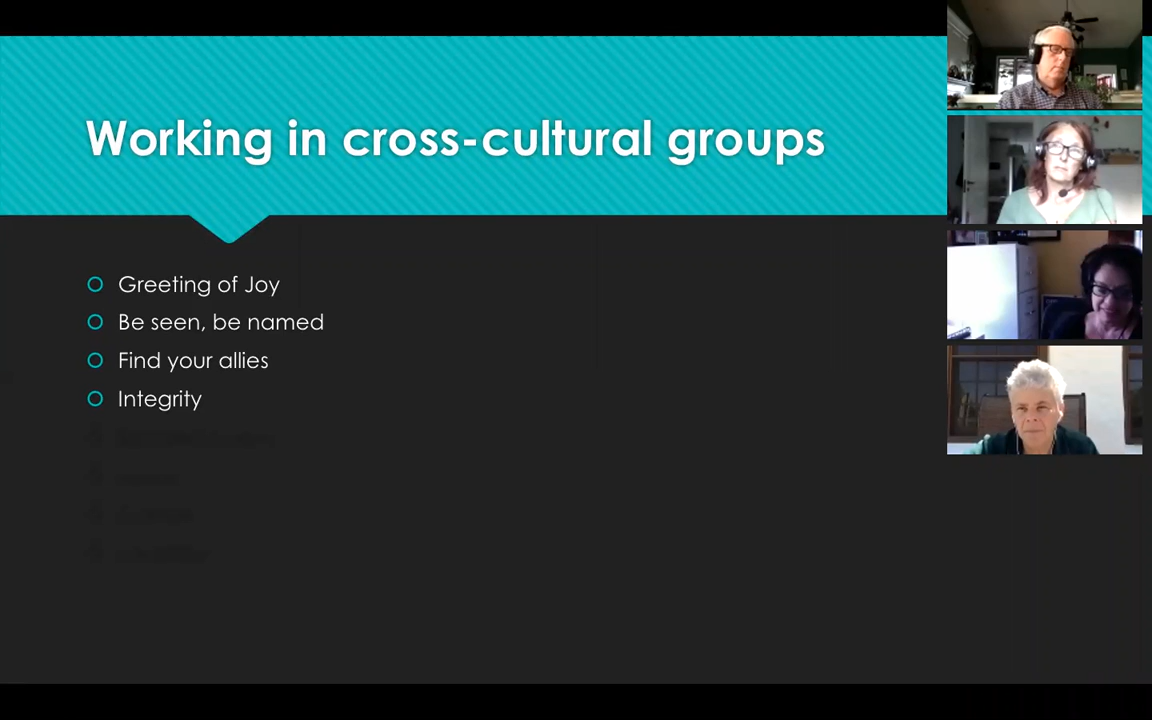 Working in cross-cultural groups
Greeting of Joy
Be seen, be named
Find your allies
Integrity